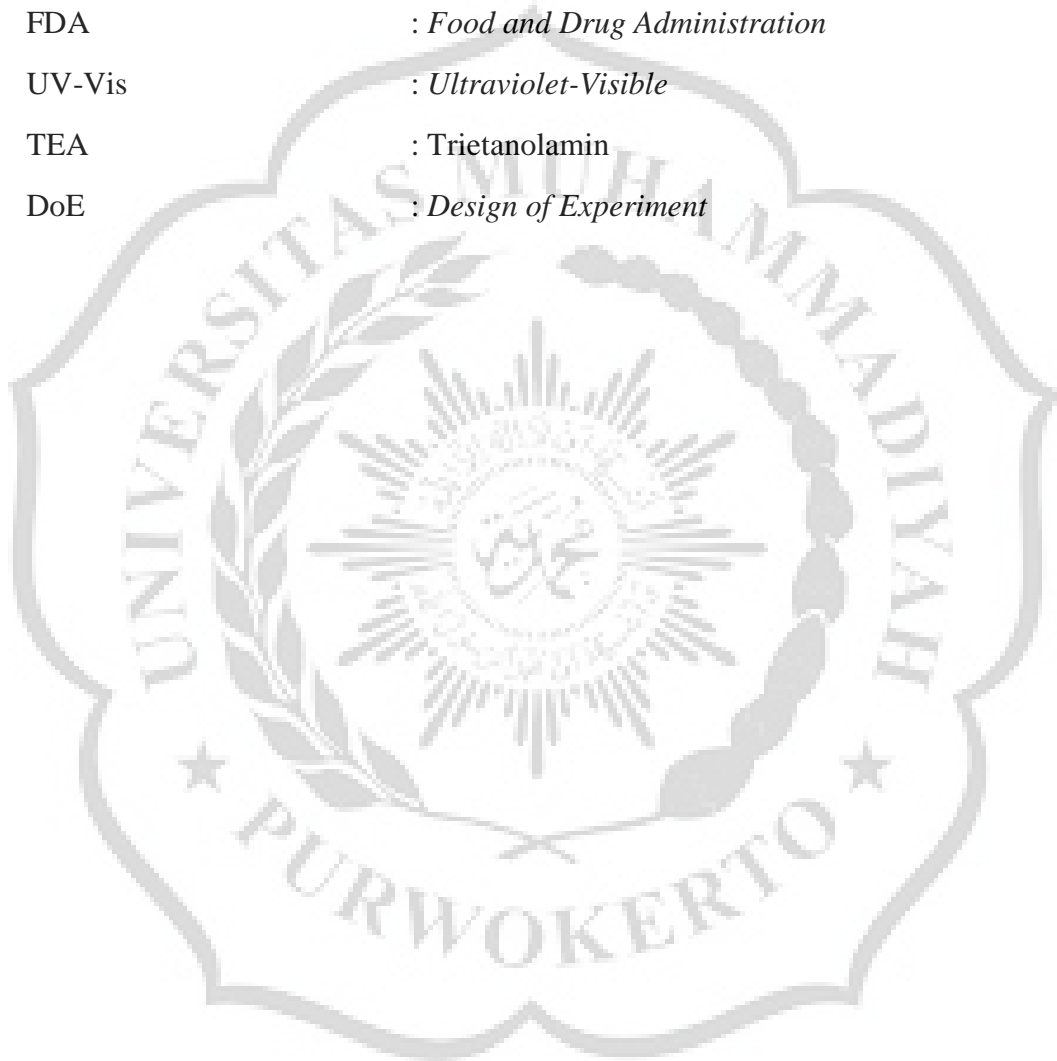 FDA : Food and Drug Administration
UV-Vis : Ultraviolet-Visible
TEA : Trietanolamin
DoE : Design of Experiment
UNIVERSITAS MUHAMMADIYAH
PURWOKERTO